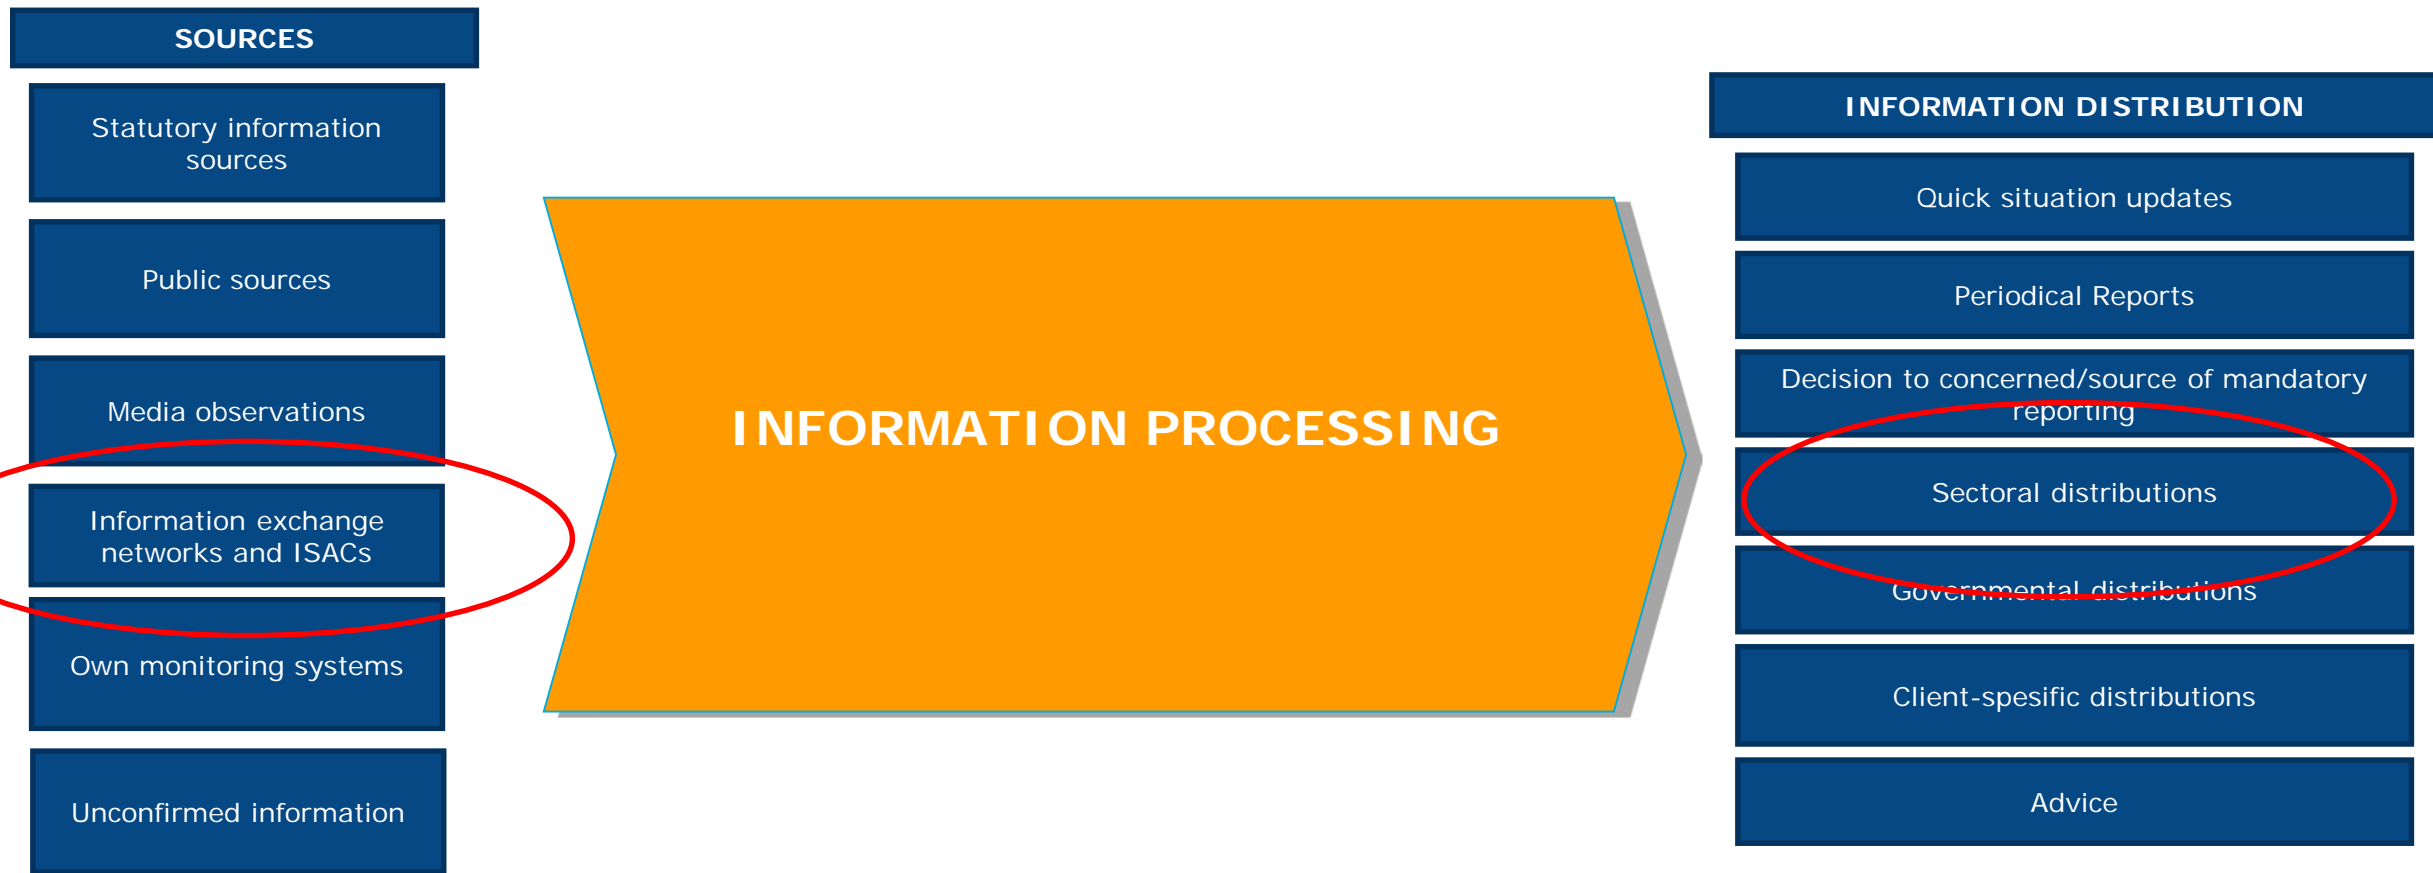 SOURCES
Statutory information
sources
Public sources
Media observations
Information exchange
networks and ISACs
Own monitoring systems
Unconfirmed information
INFORMATION PROCESSING
INFORMATION DISTRIBUTION
Quick situation updates
Periodical Reports
Decision to concerned/source of mandatory
reporting
Sectoral distributions
Governmental distributions
Client-spesific distributions
Advice